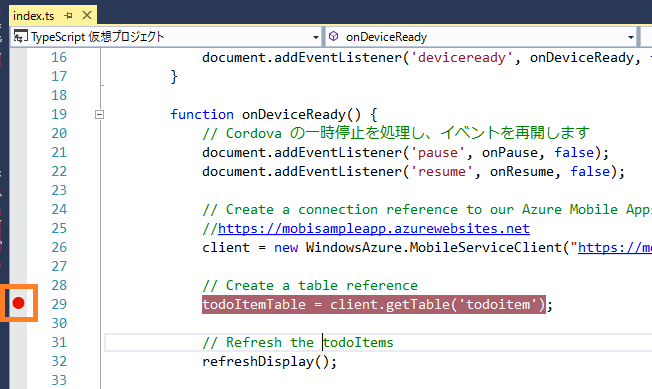 index.ts
TypeScript 仮想プロジェクト onDeviceReady
16 document.addEventListener('deviceready', onDeviceReady,
17 }
18
19 function onDeviceReady() {
20 // Cordova の一時停止を処理し、イベントを再開します
21 document.addEventListener('pause', onPause, false);
22 document.addEventListener('resume', onResume, false);
23
24 // Create a connection reference to our Azure Mobile Apps
25 //https://mobisampleapp.azurewebsites.net
26 client = new WindowsAzure.MobileServiceClient("https://mo
27
28 // Create a table reference
29 todoItemTable = client.getTable('todoitem');
30
31 // Refresh the todoItems
32 refreshDisplay();
33